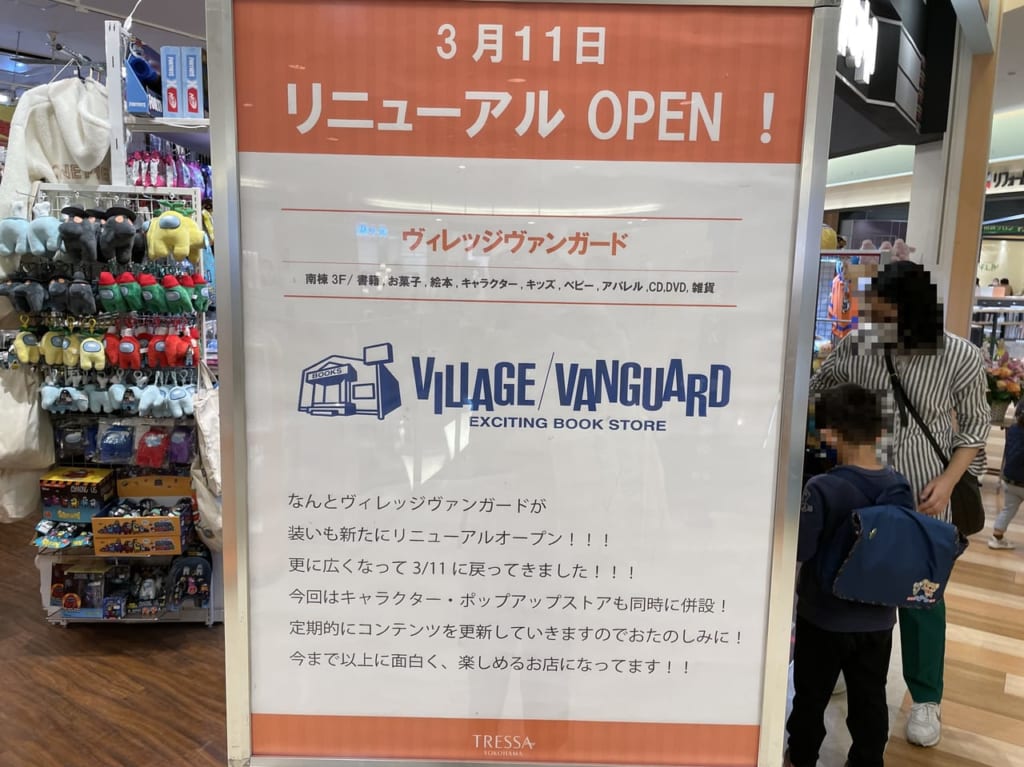 3月11日
リニューアル OPEN !
ヴィレッジヴァンガード
南棟 3F/ 書籍, お菓子, 絵本, キャラクター, キッズ, ベビー, アパレル, CD,DVD, 雑貨
BOOKS
VILLAGE/VANGUARD
EXCITING BOOK STORE
なんとヴィレッジヴァンガードが
装いも新たにリニューアルオープン！！！
更に広くなって 3/11 に戻ってきました！！！
今回はキャラクター・ポップアップストアも同時に併設！
定期的にコンテンツを更新していきますのでおたのしみに！
今まで以上に面白く、楽しめるお店になってます！！
TRESSA
YOKOHAMA
リフォーム